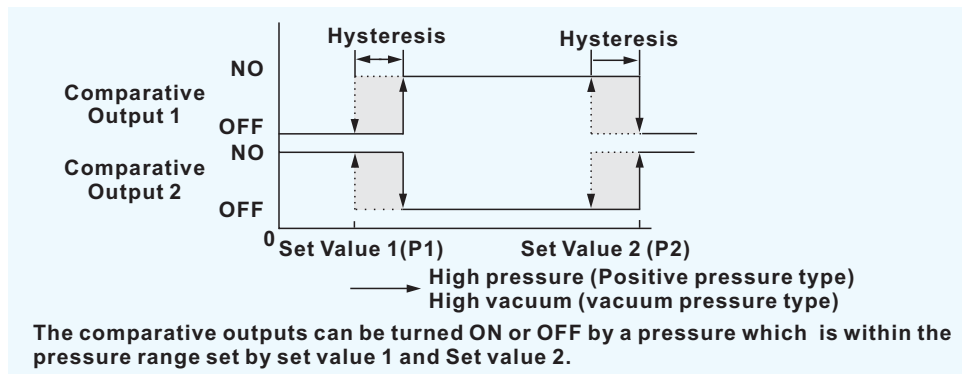 Hysteresis
Hysteresis
NO
Comparative
Output 1
OFF
NO
Comparative
Output 2
OFF
0
Set Value 1(P1)
Set Value 2 (P2)
High pressure (Positive pressure type)
High vacuum (vacuum pressure type)
The comparative outputs can be turned ON or OFF by a pressure which is within the
pressure range set by set value 1 and Set value 2.